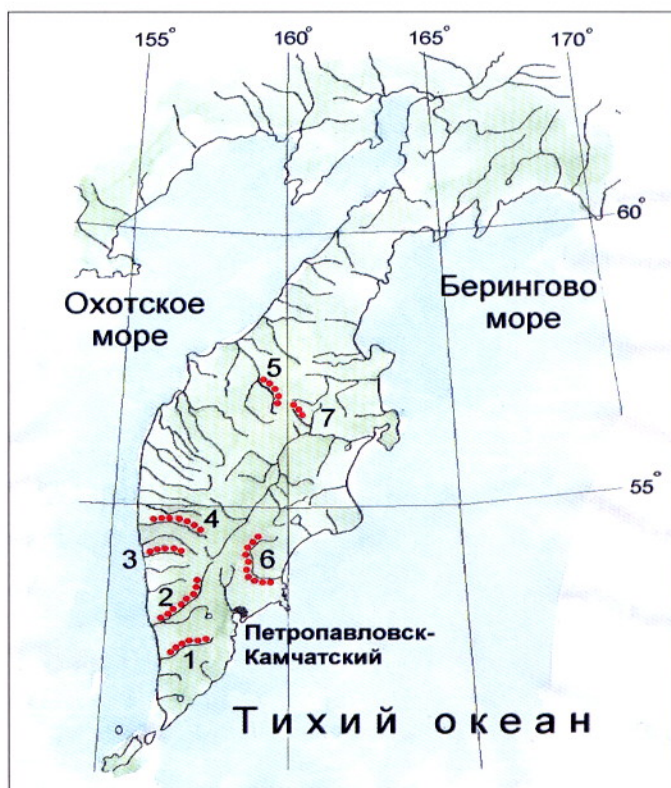 155°
160°
165°
170°
60°
Охотское
море
Берингово
море
5
7
55°
4
3
6
2
Петропавловск-
Камчатский
1
Тихий океан